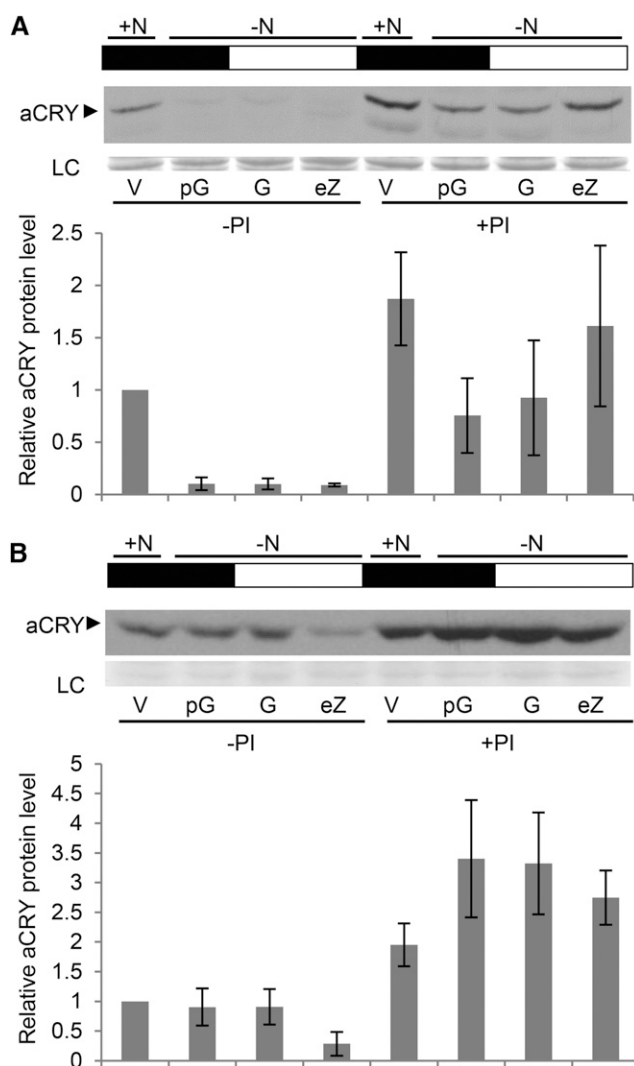 A
+N -N +N -N
aCRY
LC
V pG G eZ V pG G eZ
-PI +PI
Relative aCRY protein level
2.5
2
1.5
1
0.5
0
B
+N -N +N -N
aCRY
LC
V pG G eZ V pG G eZ
-PI +PI
Relative aCRY protein level
5
4.5
4
3.5
3
2.5
2
1.5
1
0.5
0